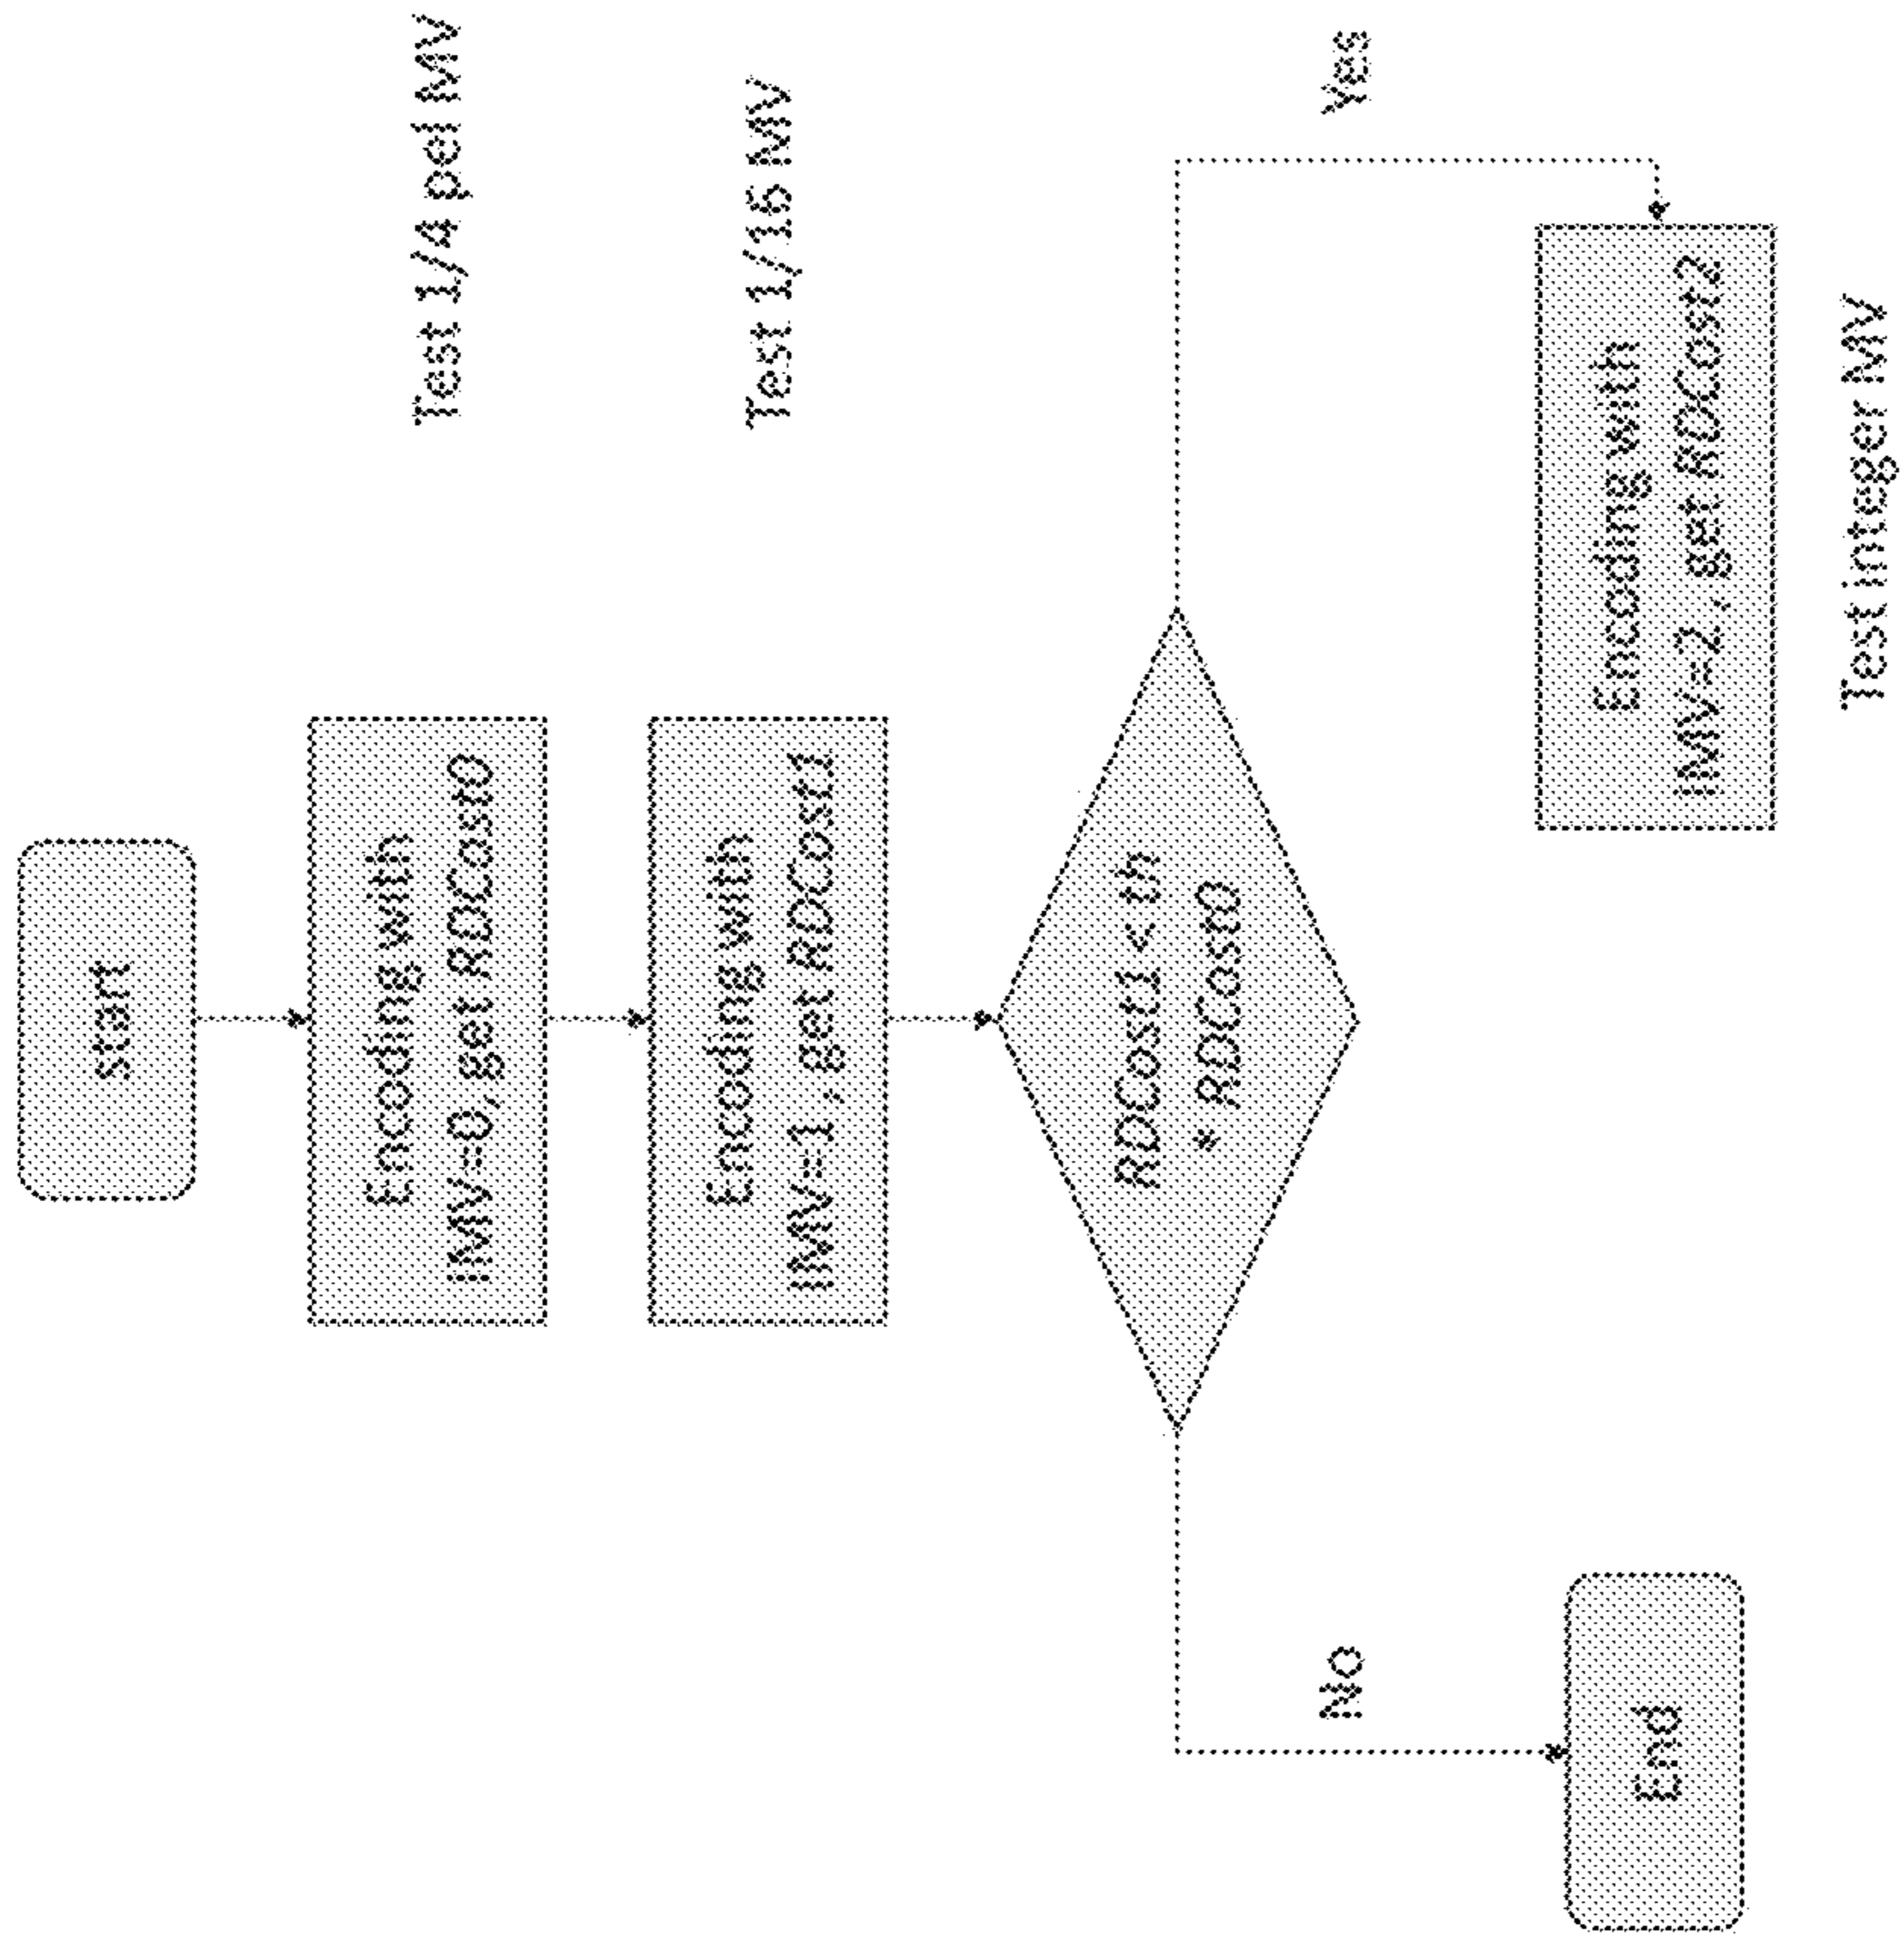 start
Encoding with
IMV=0, get RDCost0
Test 1/4 pel MV
Encoding with
IMV=1 , get RDCost1
Test 1/16 MV
RDCost1 < th
* RDCost0
No
Yes
End
Encoding with
IMV=2 , get RDCost2
Test integer MV